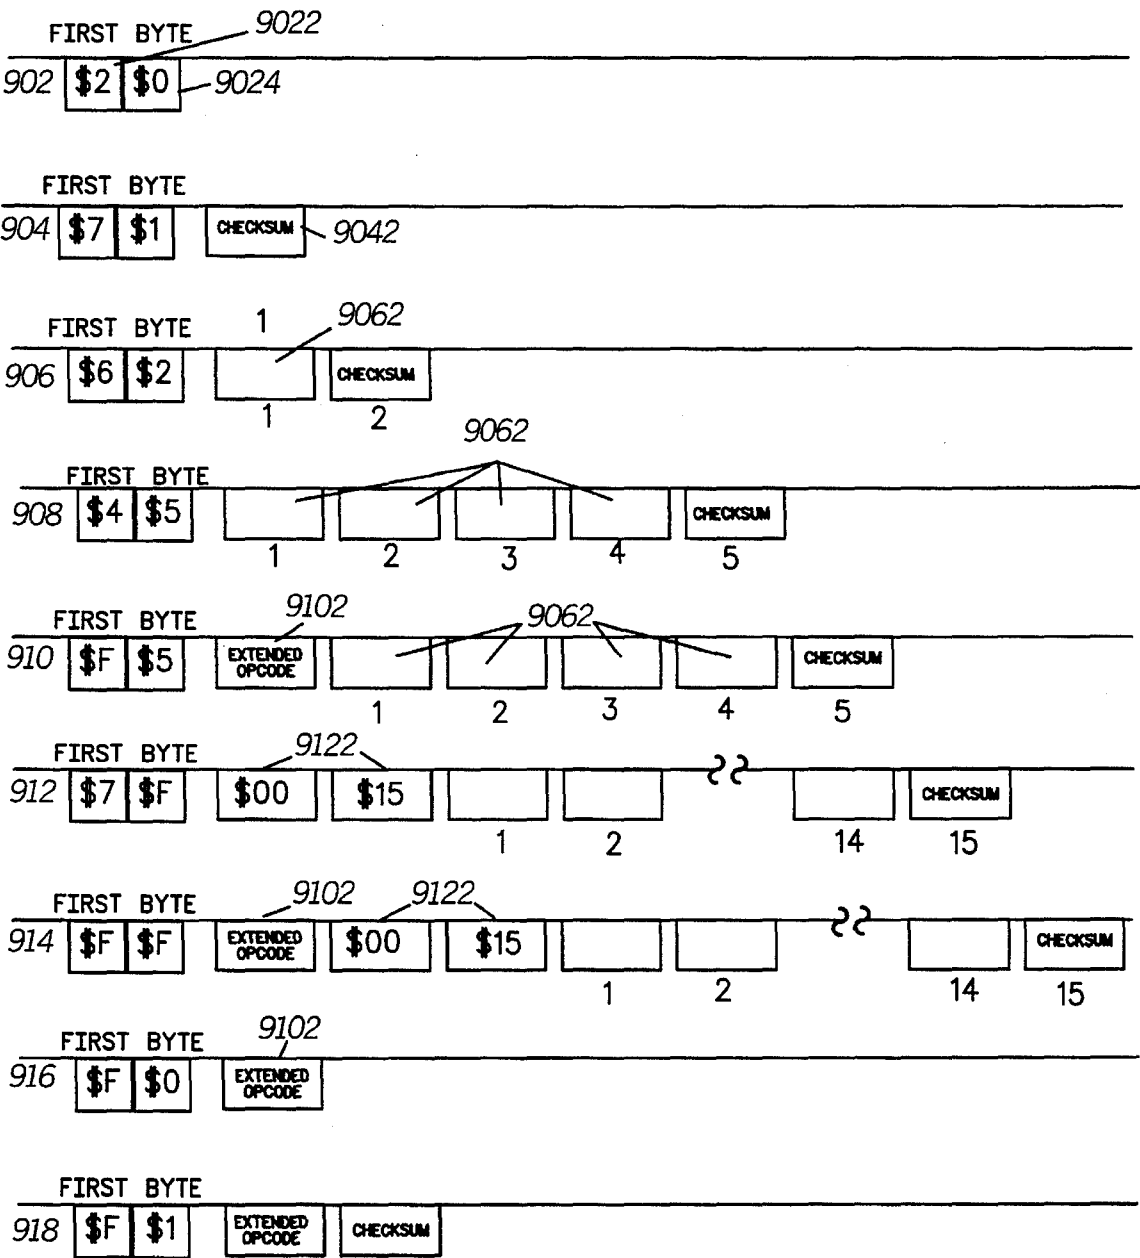 FIRST BYTE 9022
902 $2 $0 9024
FIRST BYTE
904 $7 $1 CHECKSUM 9042
FIRST BYTE 1 9062
906 $6 $2 CHECKSUM
1 2
9062
FIRST BYTE
908 $4 $5 CHECKSUM
1 2 3 4 5
FIRST BYTE 9102 9062
910 $F $5 EXTENDED OPCODE CHECKSUM
1 2 3 4 5
FIRST BYTE 9122
912 $7 $F $00 $15 CHECKSUM
1 2 14 15
FIRST BYTE 9102 9122
914 $F $F EXTENDED OPCODE $00 $15 CHECKSUM
1 2 14 15
FIRST BYTE 9102
916 $F $0 EXTENDED OPCODE
FIRST BYTE
918 $F $1 EXTENDED OPCODE CHECKSUM